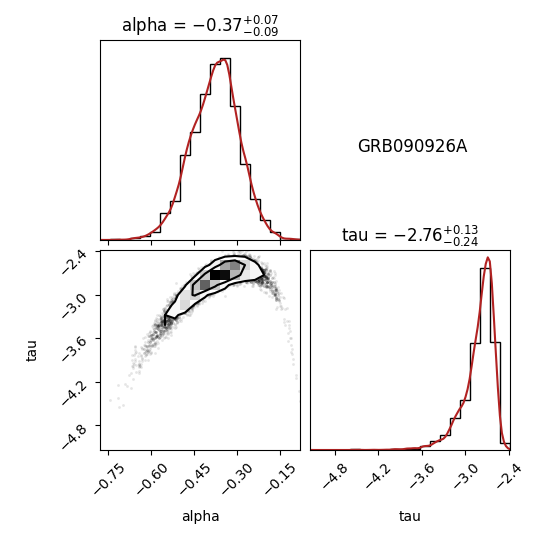 alpha = −0.37+0.07−0.09
GRB090926A
tau = −2.76+0.13−0.24
−2.4
−3.0
−3.6
−4.2
−4.8
tau
−0.75 −0.60 −0.45 −0.30 −0.15
−4.8 −4.2 −3.6 −3.0 −2.4
alpha
tau